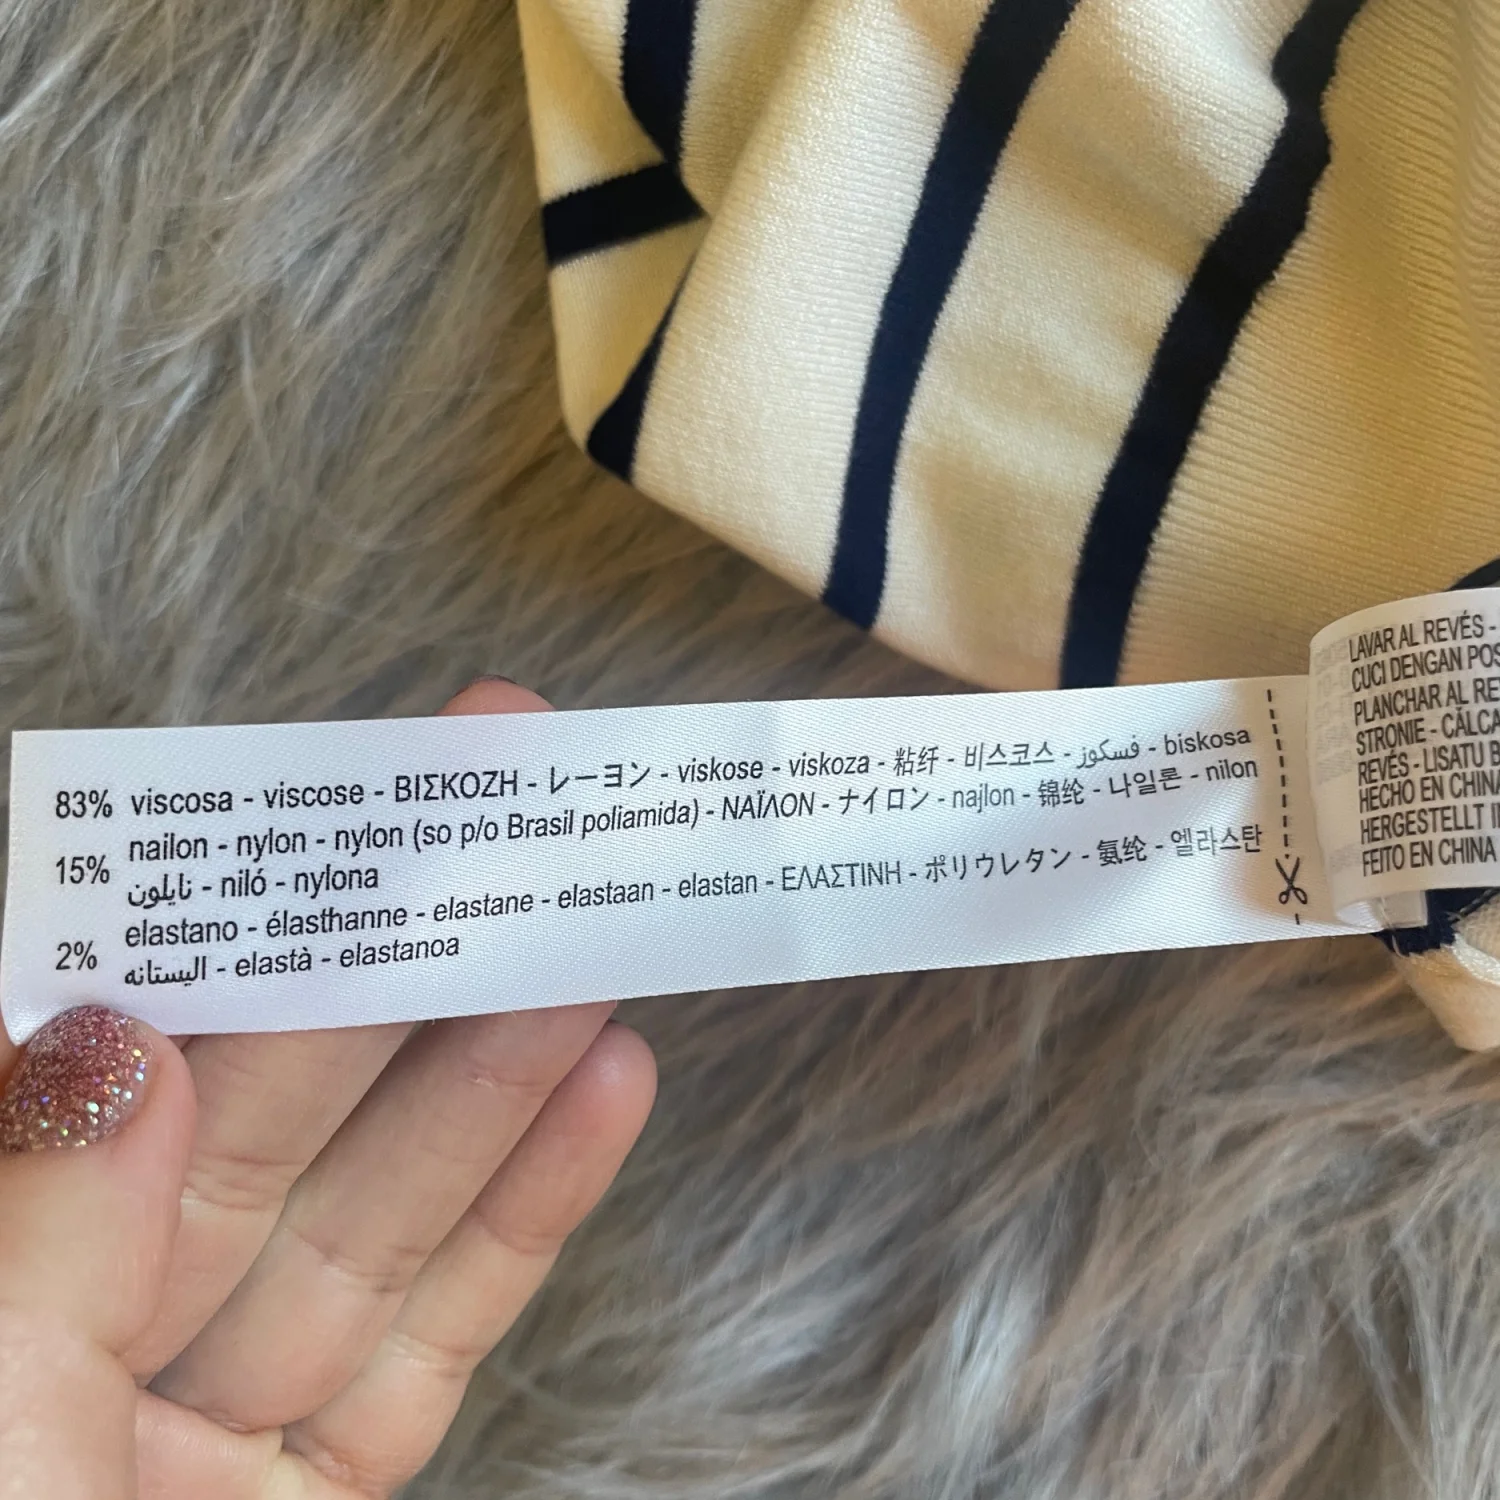 83% viscosa - viscose - ΒΙΣΚΟΖΗ - レーヨン - viskose - viskoza - 粘纤 - 비스코스 - فسكوز - biskosa
15% nailon - nylon - nylon (so p/o Brasil poliamida) - ΝΑΪΛΟΝ - ナイロン - najlon - 锦纶 - 나일론 - nilon
نايلون - niló - nylona
2% elastano - élasthanne - elastane - elastaan - elastan - ΕΛΑΣΤΙΝΗ - ポリウレタン - 氨纶 - 엘라스탄
اليستانه - elastà - elastanoa
LAVAR AL REVÉS -
CUCI DENGAN POS
PLANCHAR AL RE
STRONIE - CĂLCA
REVÉS - LISATU B
HECHO EN CHINA
HERGESTELLT I
FEITO EN CHINA